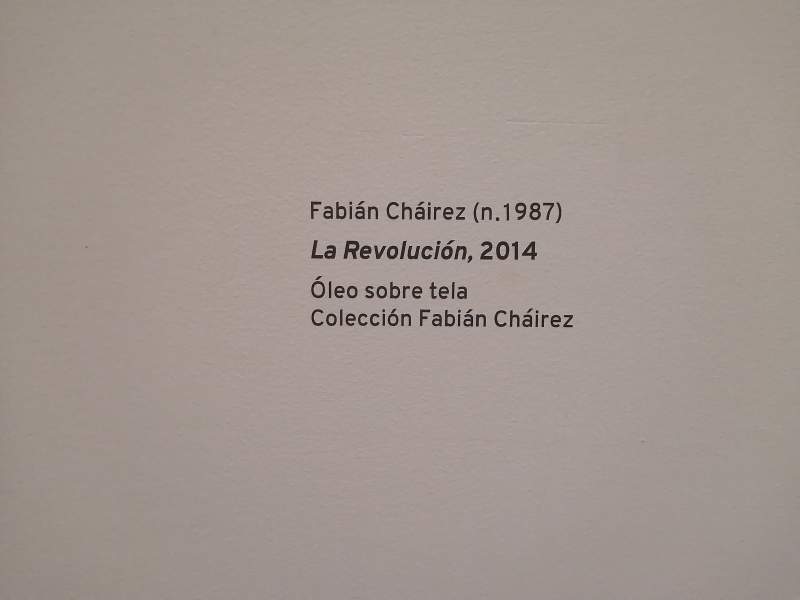 Fabián Cháirez (n.1987)
La Revolución, 2014
Óleo sobre tela
Colección Fabián Cháirez